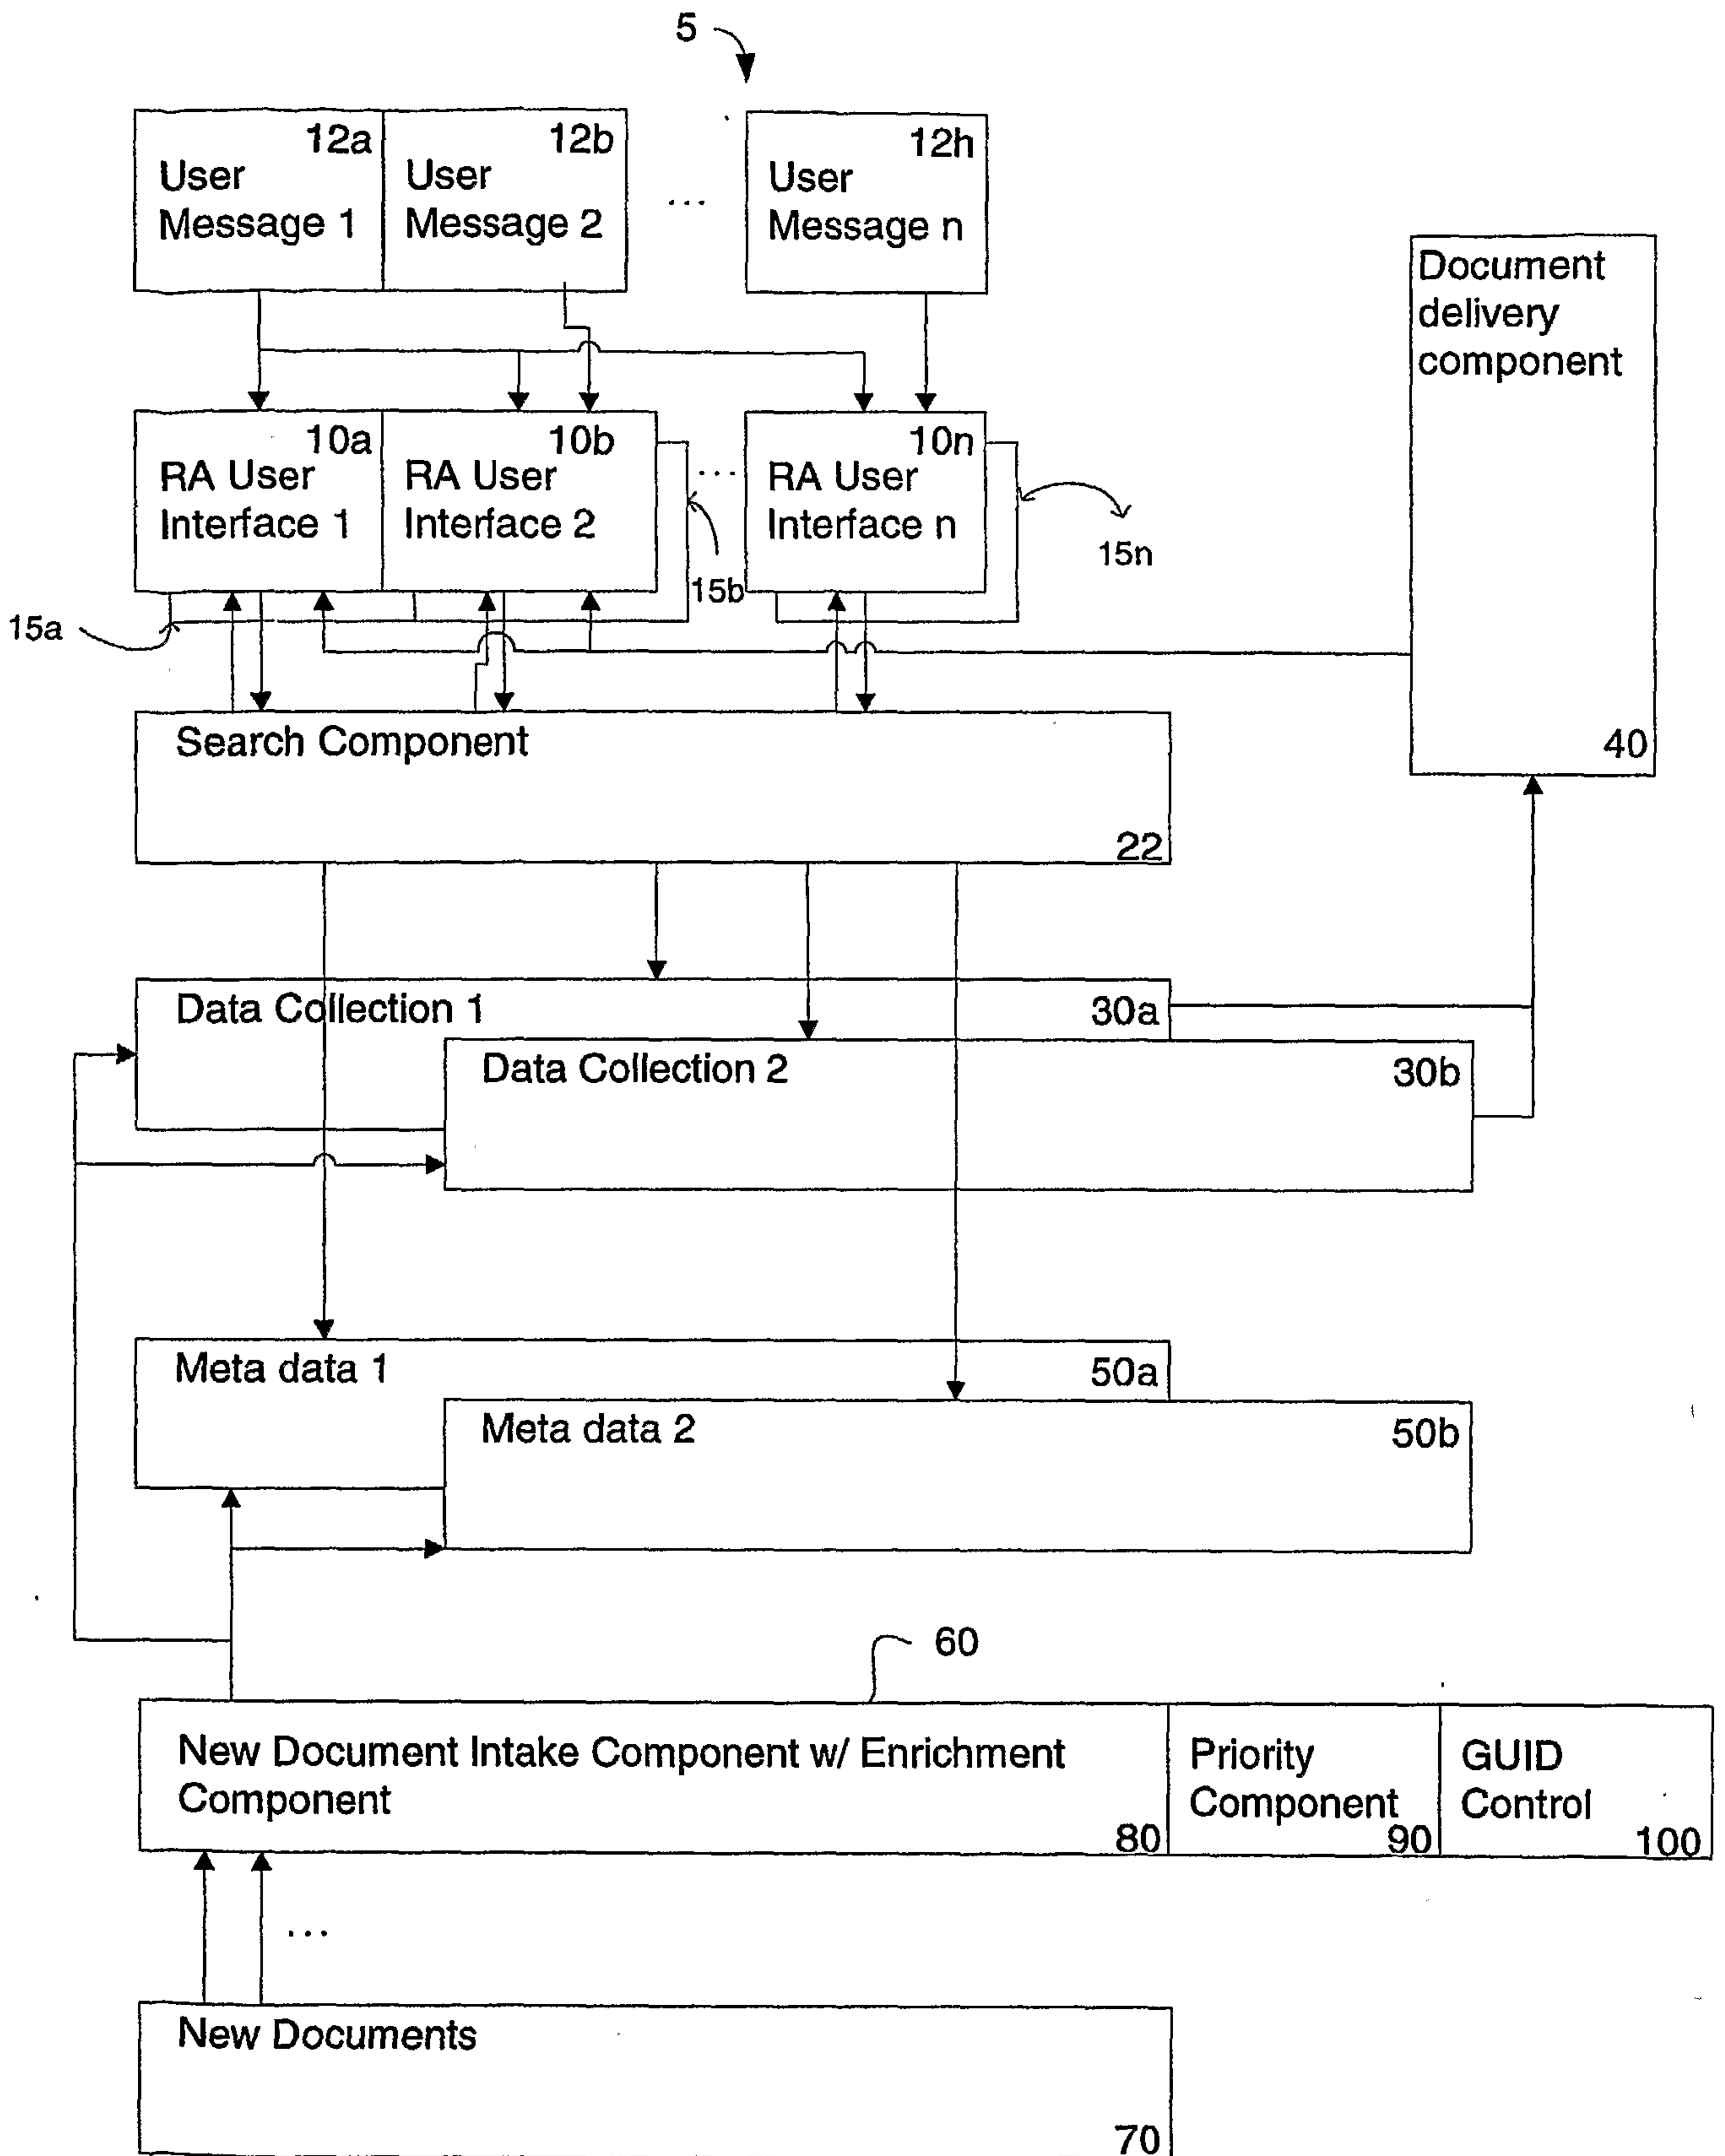 5
12a
User
Message 1
12b
User
Message 2
...
12h
User
Message n
Document
delivery
component
40
10a
RA User
Interface 1
10b
RA User
Interface 2
...
10n
RA User
Interface n
15a
15b
15n
Search Component
22
Data Collection 1
30a
Data Collection 2
30b
Meta data 1
50a
Meta data 2
50b
60
New Document Intake Component w/ Enrichment
Component
80
Priority
Component
90
GUID
Control
100
...
New Documents
70